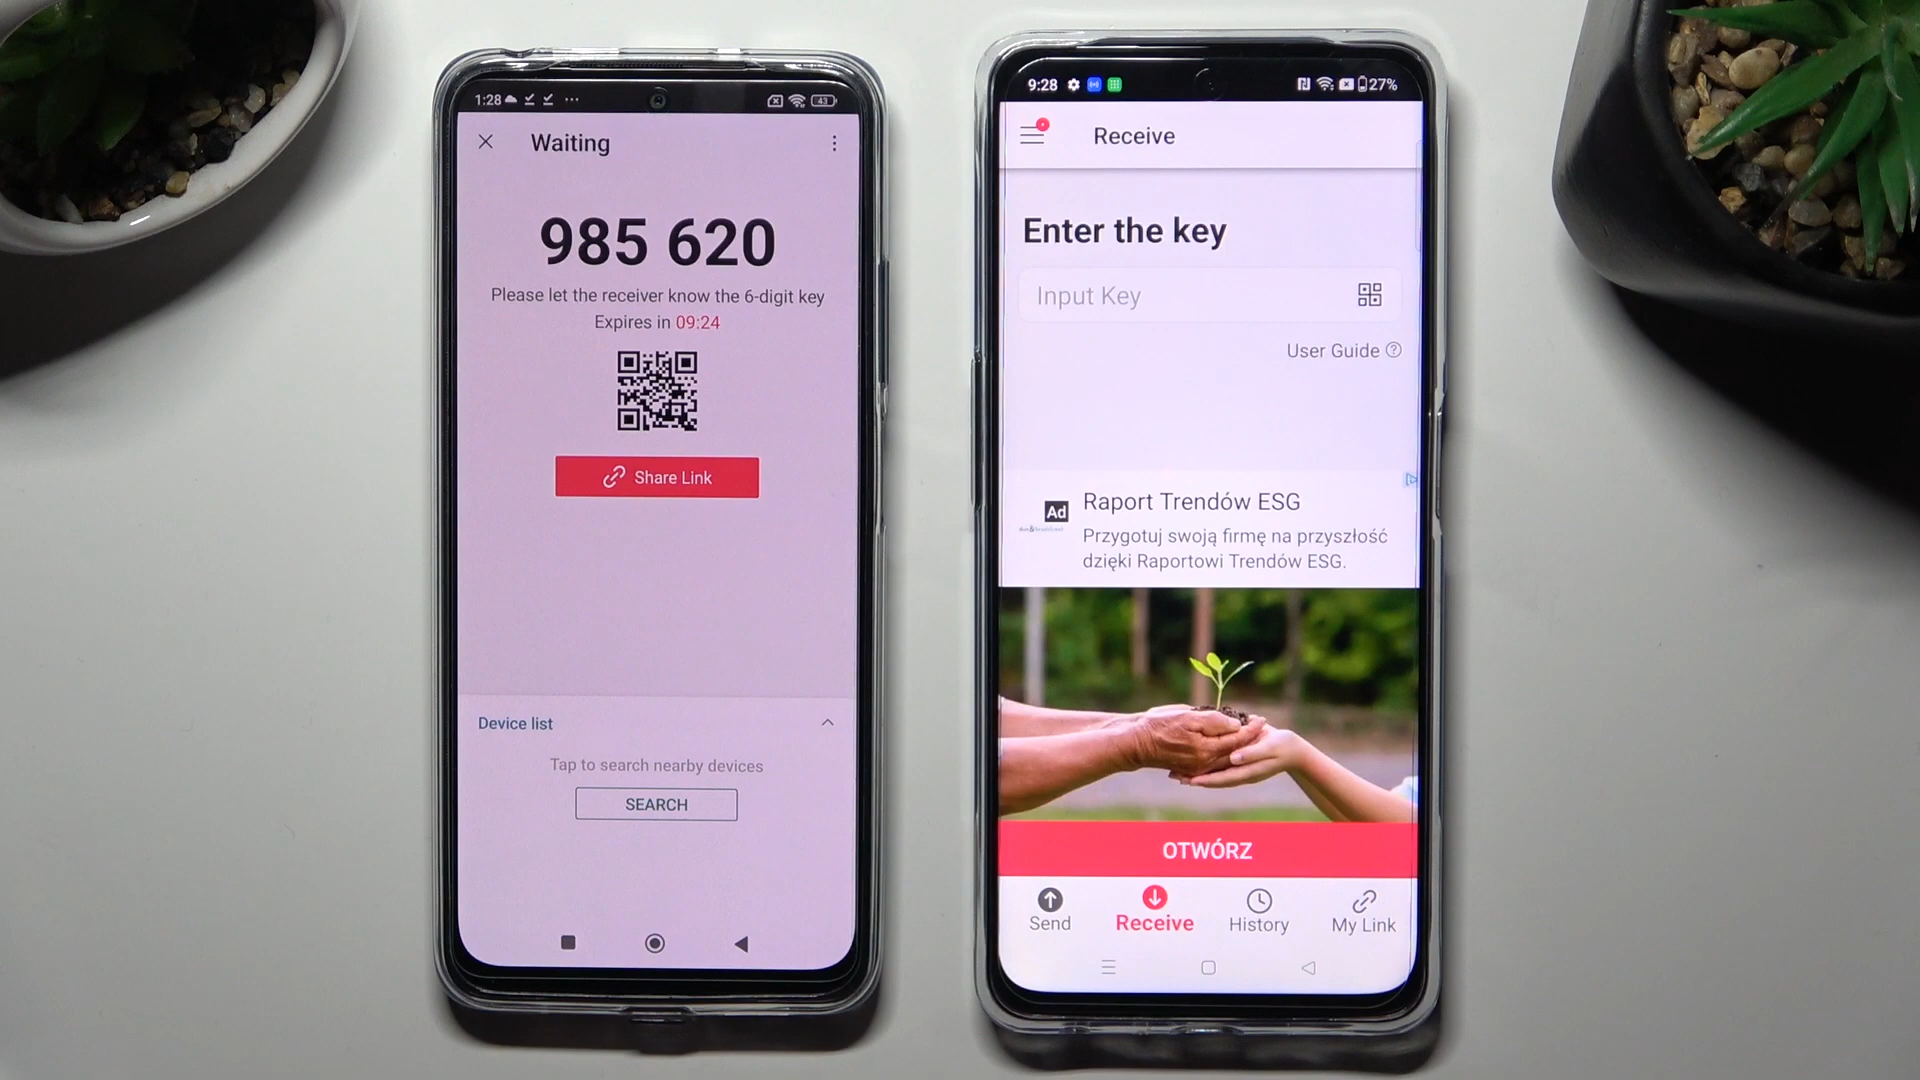 1:28
43
Waiting
985 620
Please let the receiver know the 6-digit key
Expires in 09:24
Share Link
Device list
Tap to search nearby devices
SEARCH
9:28
27%
Receive
Enter the key
Input Key
User Guide
Ad
Raport Trendów ESG
Przygotuj swoją firmę na przyszłość
dzięki Raportowi Trendów ESG.
OTWÓRZ
Send
Receive
History
My Link